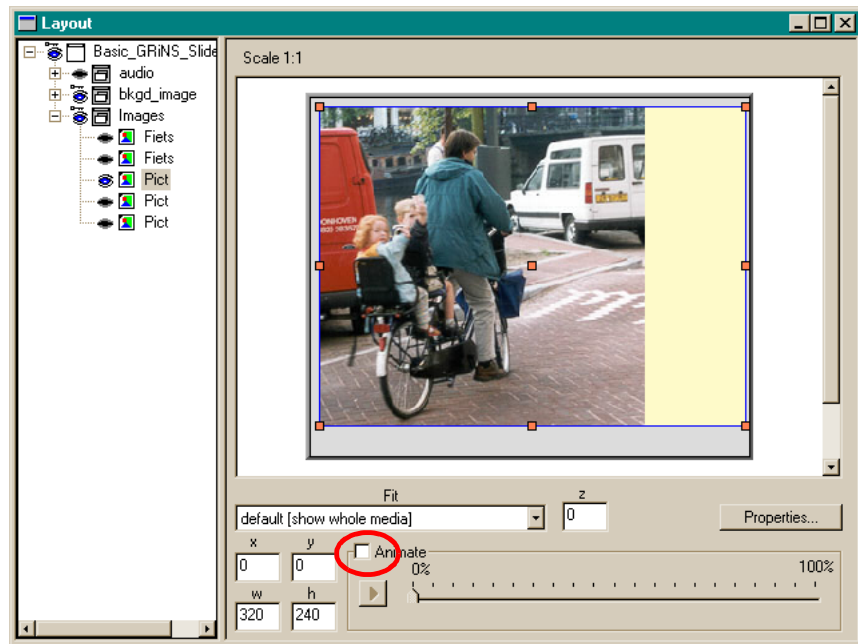 Layout
Basic_GRiNS_Slide
audio
bkgd_image
Images
Fiets
Fiets
Pict
Pict
Pict
Scale 1:1
Fit
z
default [show whole media]
0
Properties...
x y
0 0
w h
320 240
Animate
0% 100%